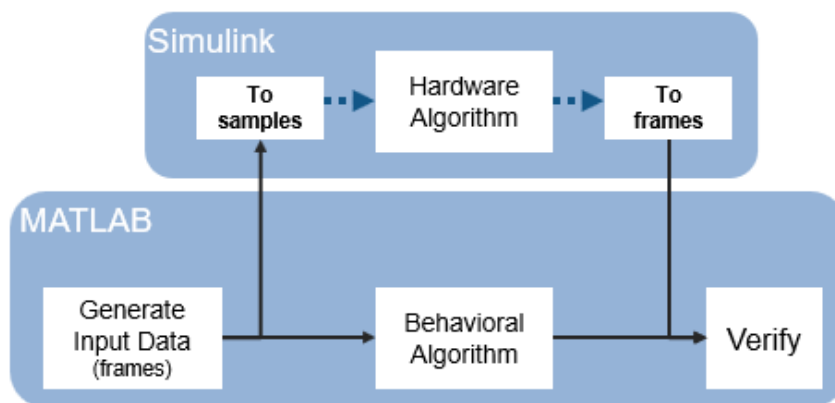 Simulink
To
samples
Hardware
Algorithm
To
frames
MATLAB
Generate
Input Data
(frames)
Behavioral
Algorithm
Verify